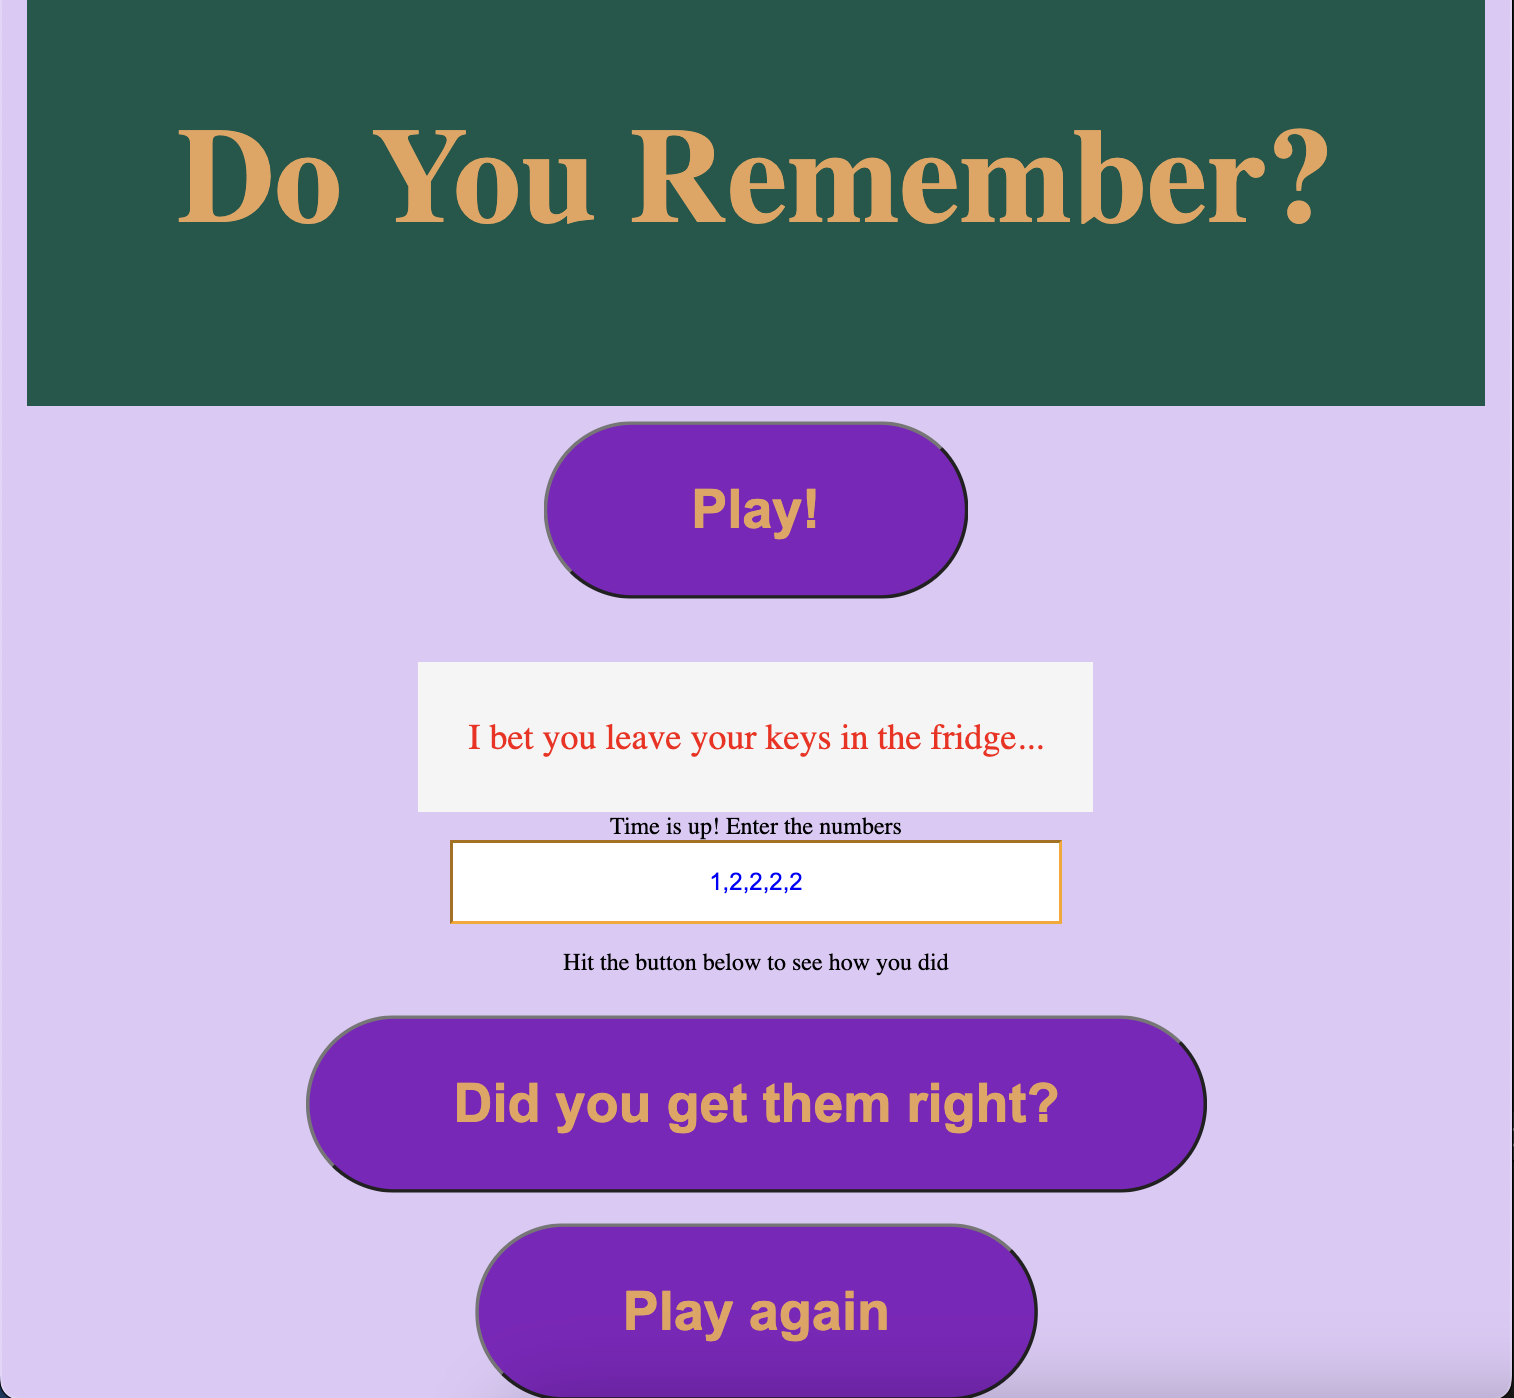 Do You Remember?
Play!
I bet you leave your keys in the fridge...
Time is up! Enter the numbers
1,2,2,2,2
Hit the button below to see how you did
Did you get them right?
Play again